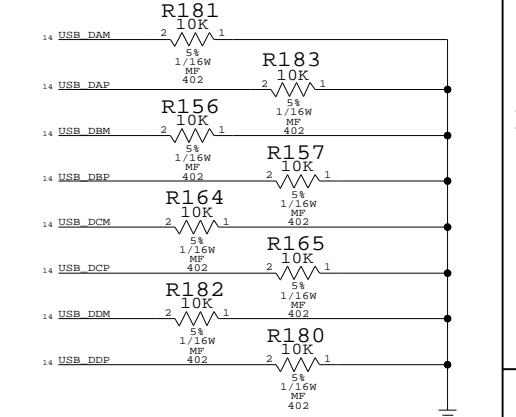 R181
10K
14 USB_DAM 2 1
5%
1/16W
MF
402
R183
10K
14 USB_DAP 2 1
5%
1/16W
MF
402
R156
10K
14 USB_DBM 2 1
5%
1/16W
MF
402
R157
10K
14 USB_DBP 2 1
5%
1/16W
MF
402
R164
10K
14 USB_DCM 2 1
5%
1/16W
MF
402
R165
10K
14 USB_DCP 2 1
5%
1/16W
MF
402
R182
10K
14 USB_DDM 2 1
5%
1/16W
MF
402
R180
10K
14 USB_DDP 2 1
5%
1/16W
MF
402